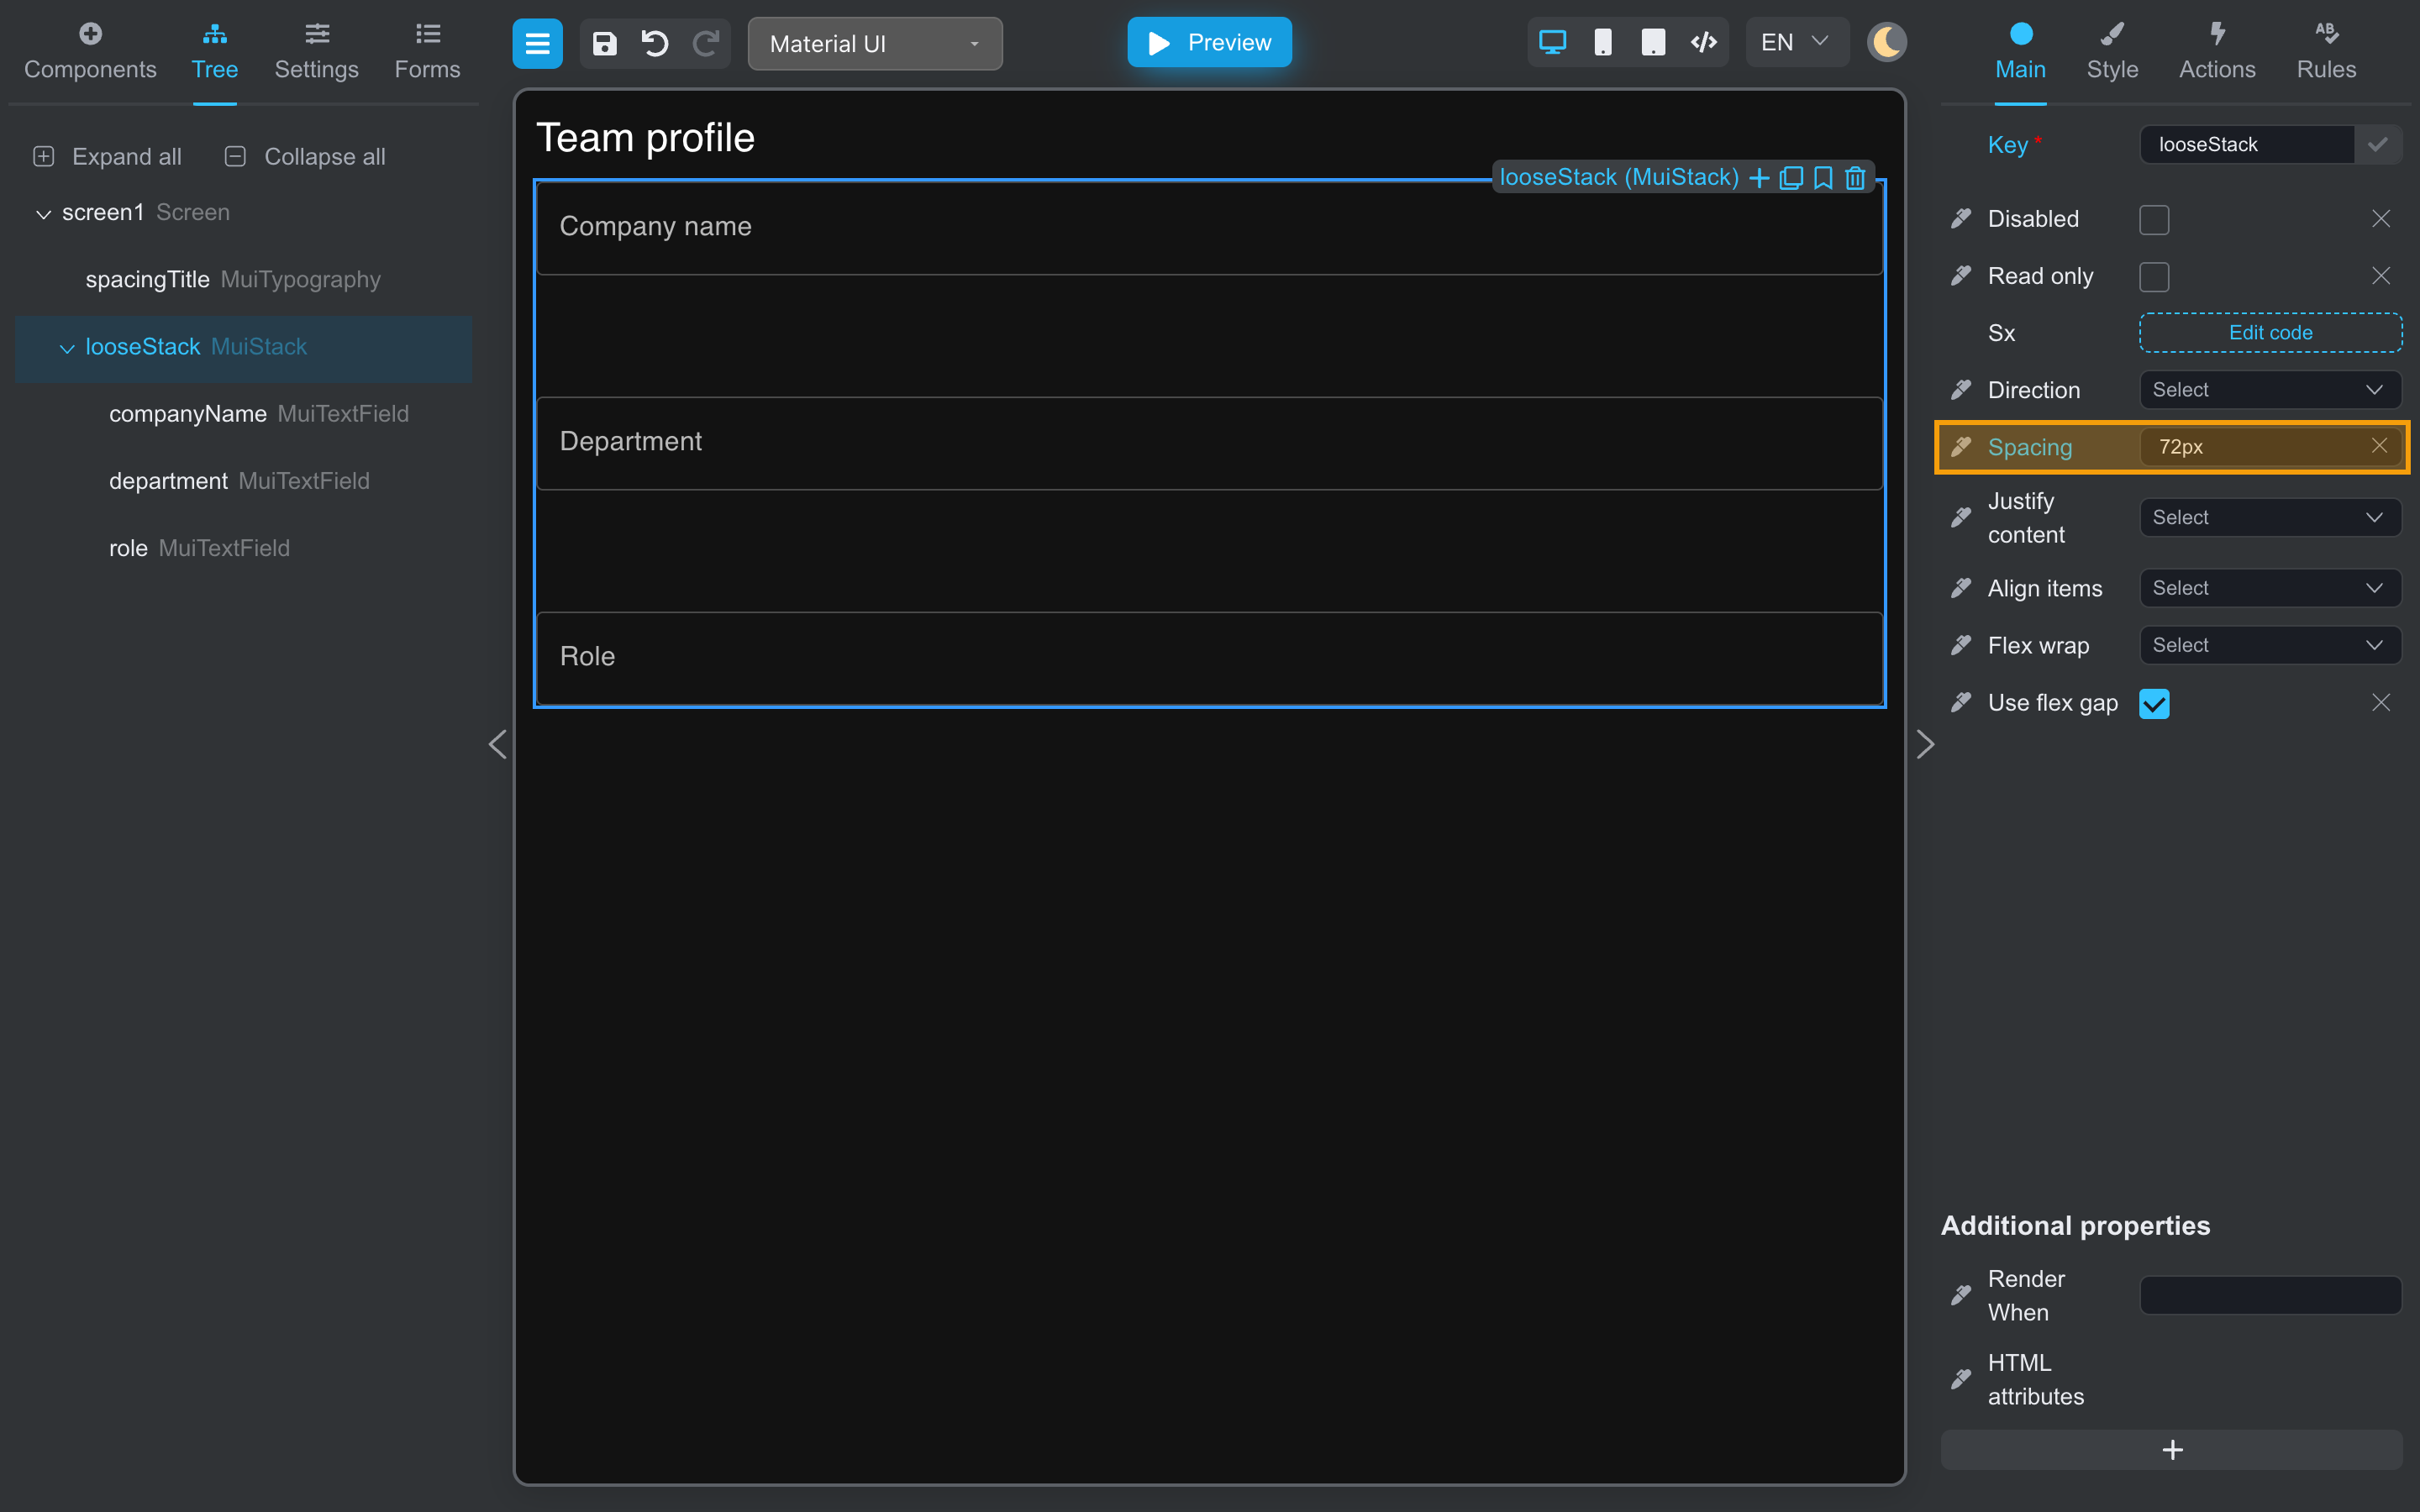 Components
Tree
Settings
Forms
Material UI
Preview
EN
Main
Style
Actions
AB
Rules
Expand all
Collapse all
screen1 Screen
spacingTitle MuiTypography
looseStack MuiStack
companyName MuiTextField
department MuiTextField
role MuiTextField
Team profile
looseStack (MuiStack)
Company name
Department
Role
Key *
looseStack
Disabled
Read only
Sx
Edit code
Direction
Select
Spacing
72px
Justify
content
Select
Align items
Select
Flex wrap
Select
Use flex gap
Additional properties
Render
When
HTML
attributes